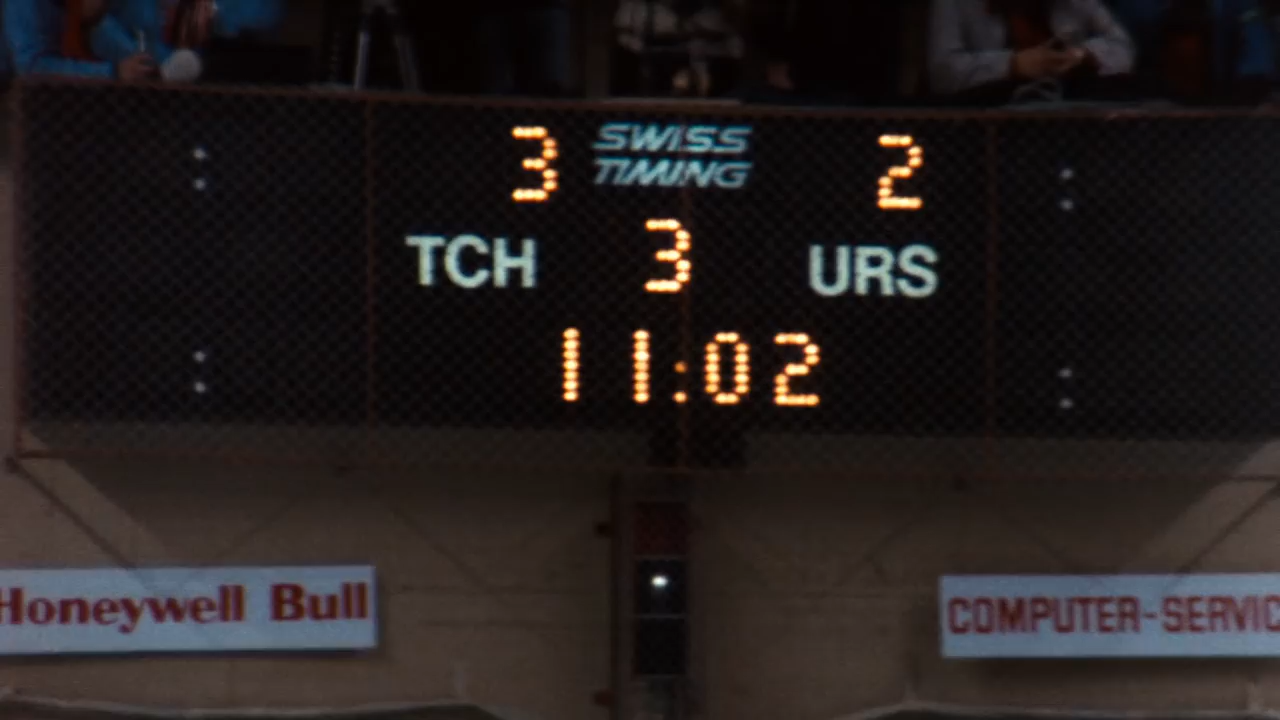 3 SWISS 2
TIMING
TCH 3 URS
11:02
Honeywell Bull
COMPUTER-SERVIC